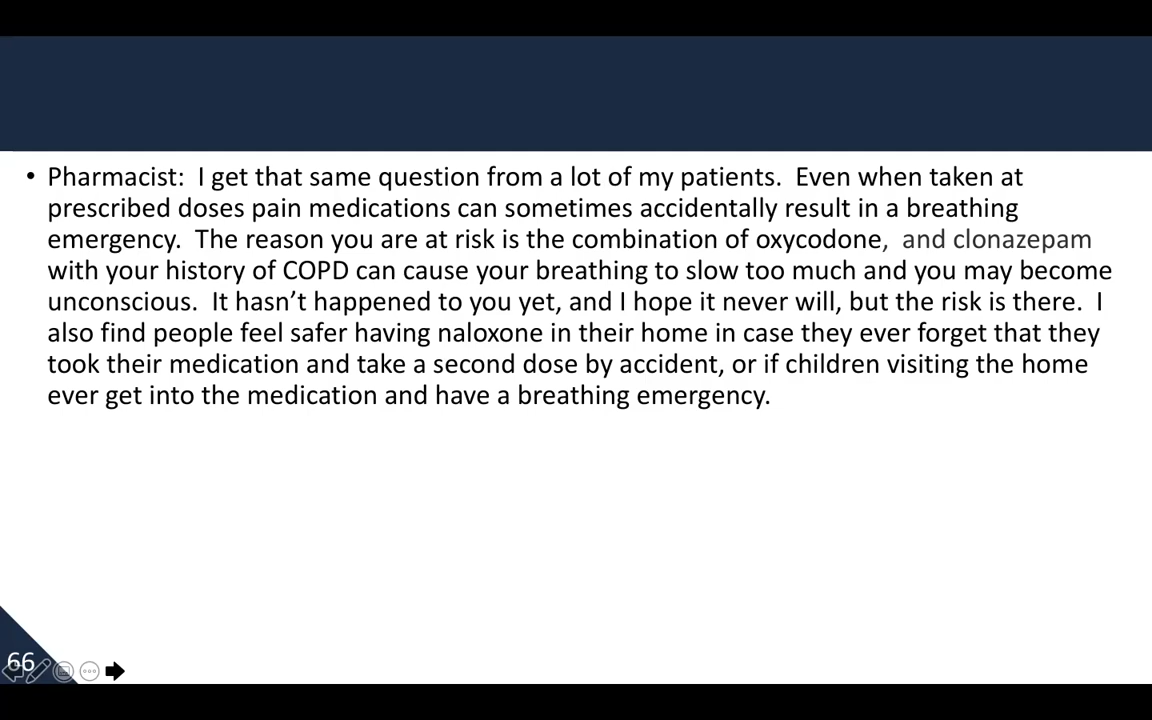 • Pharmacist:  I get that same question from a lot of my patients.  Even when taken at
prescribed doses pain medications can sometimes accidentally result in a breathing
emergency.  The reason you are at risk is the combination of oxycodone,  and clonazepam
with your history of COPD can cause your breathing to slow too much and you may become
unconscious.  It hasn’t happened to you yet, and I hope it never will, but the risk is there.  I
also find people feel safer having naloxone in their home in case they ever forget that they
took their medication and take a second dose by accident, or if children visiting the home
ever get into the medication and have a breathing emergency.
66